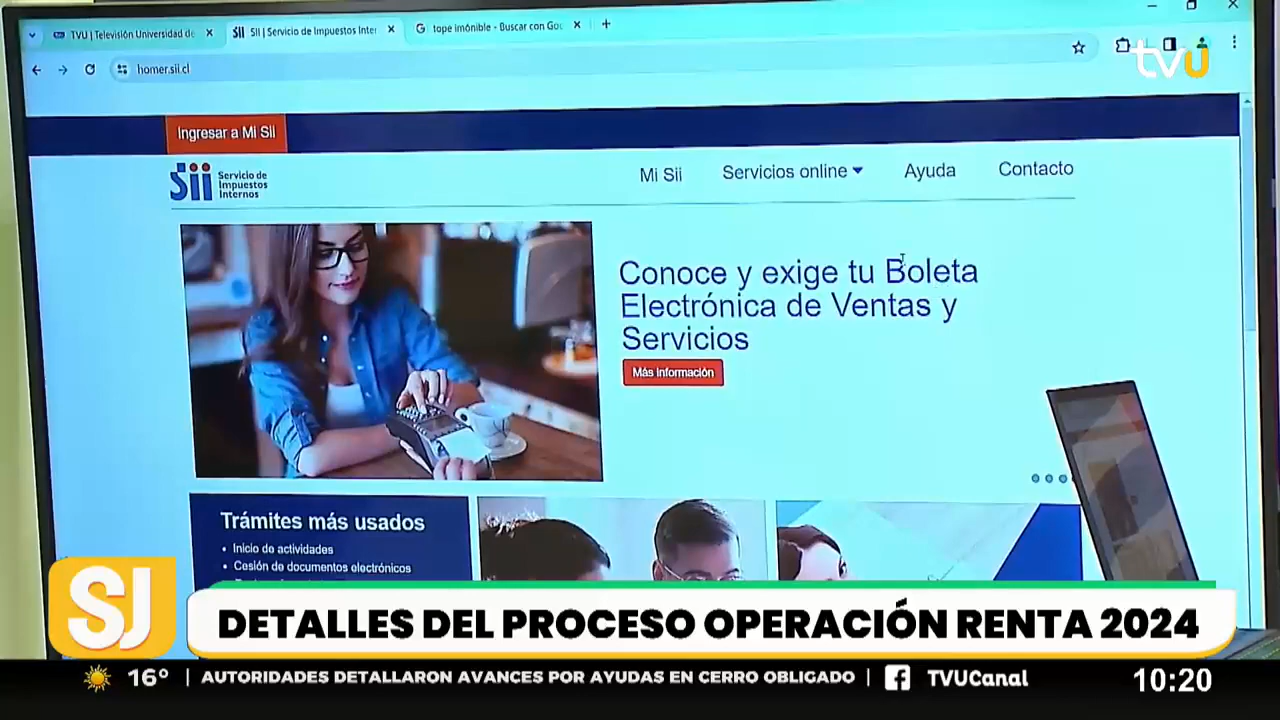 TVU | Televisión Universidad de
SII | Servicio de Impuestos Inter
tope imónible - Buscar con Goo
homer.sii.cl
tvu
Ingresar a Mi Sii
Sii Servicio de
Impuestos
Internos
Mi Sii
Servicios online
Ayuda
Contacto
Conoce y exige tu Boleta
Electrónica de Ventas y
Servicios
Más información
Trámites más usados
Inicio de actividades
Cesión de documentos electrónicos
SJ
DETALLES DEL PROCESO OPERACIÓN RENTA 2024
16° | AUTORIDADES DETALLARON AVANCES POR AYUDAS EN CERRO OBLIGADO | TVUCanal
10:20